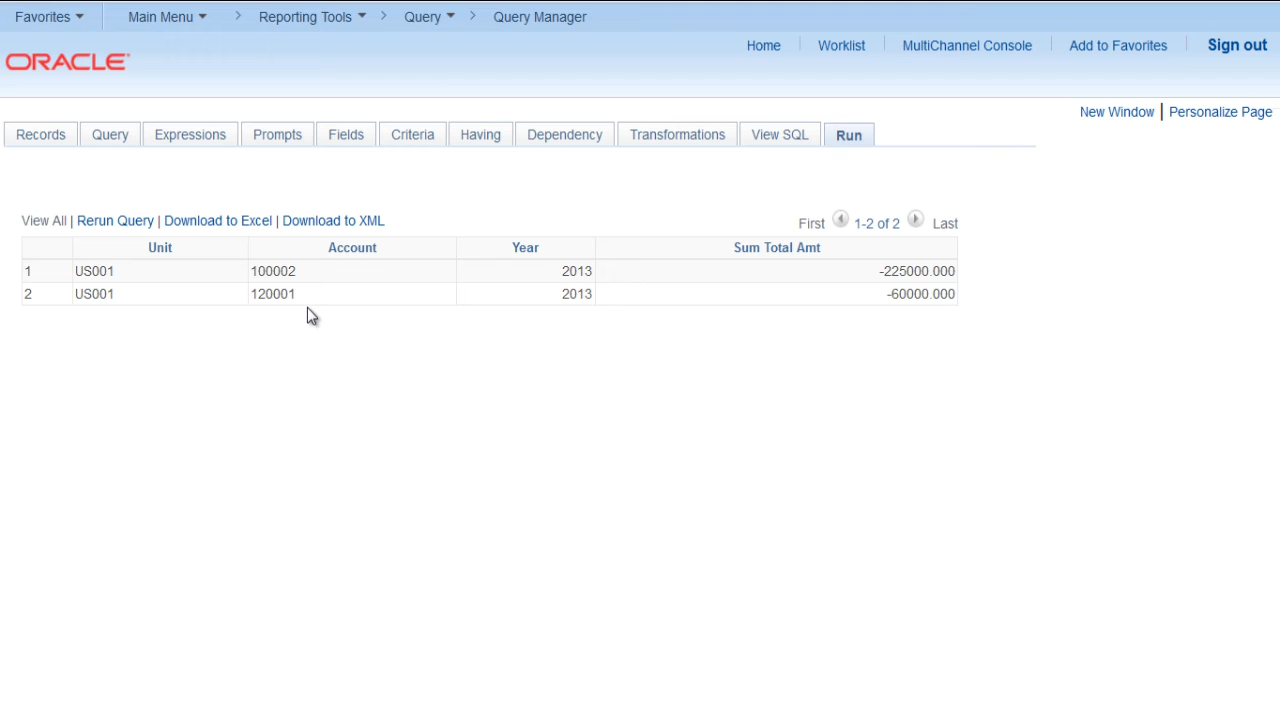 Favorites Main Menu > Reporting Tools > Query > Query Manager
Home Worklist MultiChannel Console Add to Favorites Sign out
ORACLE
New Window | Personalize Page
Records Query Expressions Prompts Fields Criteria Having Dependency Transformations View SQL Run
View All | Rerun Query | Download to Excel | Download to XML First 1-2 of 2 Last
Unit Account Year Sum Total Amt
1 US001 100002 2013 -225000.000
2 US001 120001 2013 -60000.000